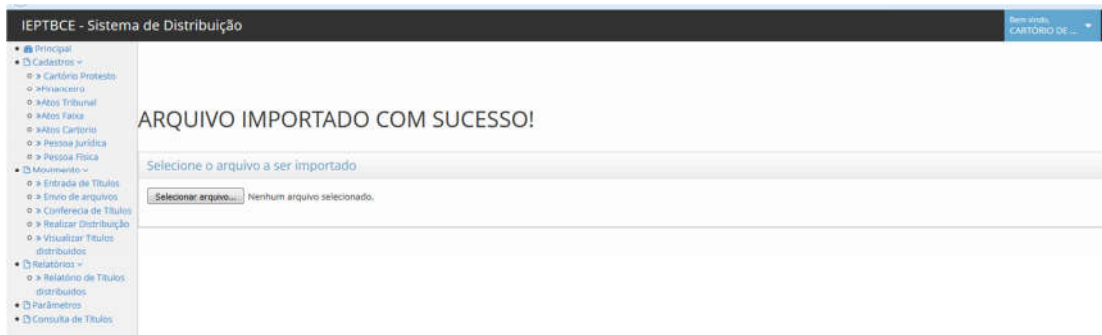 IEPTBCE - Sistema de Distribuição
Bem vindo,
CARTÓRIO DE ...
Principal
Cadastros
» Cartório Protesto
»Financeiro
»Atos Tribunal
»Atos Faixa
»Atos Cartorio
» Pessoa Jurídica
» Pessoa Física
Movimento
» Entrada de Títulos
» Envio de arquivos
» Conferecia de Títulos
» Realizar Distribuição
» Visualizar Títulos
distribuidos
Relatórios
» Relatório de Títulos
distribuidos
Parâmetros
Consulta de Títulos
ARQUIVO IMPORTADO COM SUCESSO!
Selecione o arquivo a ser importado
Selecionar arquivo... Nenhum arquivo selecionado.